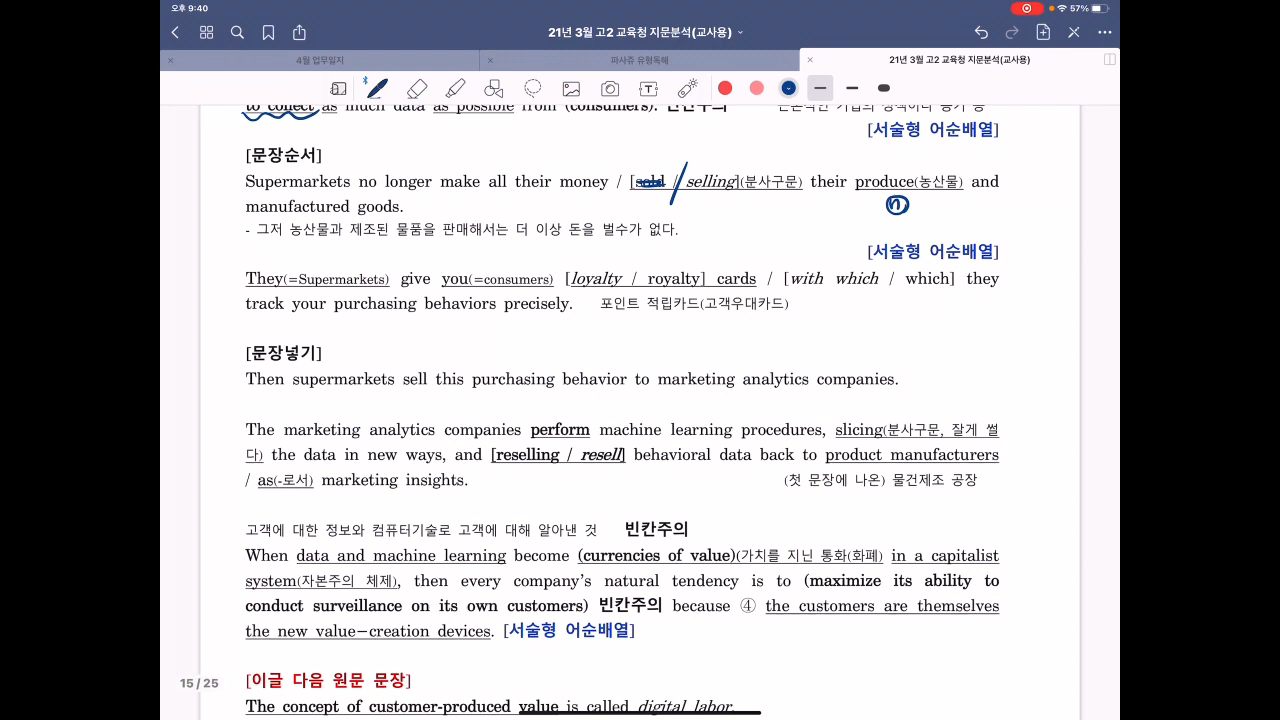 오후 9:40
57%
21년 3월 고2 교육청 지문분석(교사용)
4월 업무일지
파사쥬 유형독해
21년 3월 고2 교육청 지문분석(교사용)
to collect as much data as possible from (consumers). 빈칸주의
[서술형 어순배열]
[문장순서]
Supermarkets no longer make all their money / [sold / selling](분사구문) their produce(농산물) and
manufactured goods.
n
- 그저 농산물과 제조된 물품을 판매해서는 더 이상 돈을 벌수가 없다.
[서술형 어순배열]
They(=Supermarkets) give you(=consumers) [loyalty / royalty] cards / [with which / which] they
track your purchasing behaviors precisely. 포인트 적립카드(고객우대카드)
[문장넣기]
Then supermarkets sell this purchasing behavior to marketing analytics companies.
The marketing analytics companies perform machine learning procedures, slicing(분사구문, 잘게 썰
다) the data in new ways, and [reselling / resell] behavioral data back to product manufacturers
/ as(-로서) marketing insights. (첫 문장에 나온) 물건제조 공장
고객에 대한 정보와 컴퓨터기술로 고객에 대해 알아낸 것 빈칸주의
When data and machine learning become (currencies of value)(가치를 지닌 통화(화폐) in a capitalist
system(자본주의 체제), then every company's natural tendency is to (maximize its ability to
conduct surveillance on its own customers) 빈칸주의 because ④ the customers are themselves
the new value-creation devices. [서술형 어순배열]
15 / 25
[이글 다음 원문 문장]
The concept of customer-produced value is called digital labor.